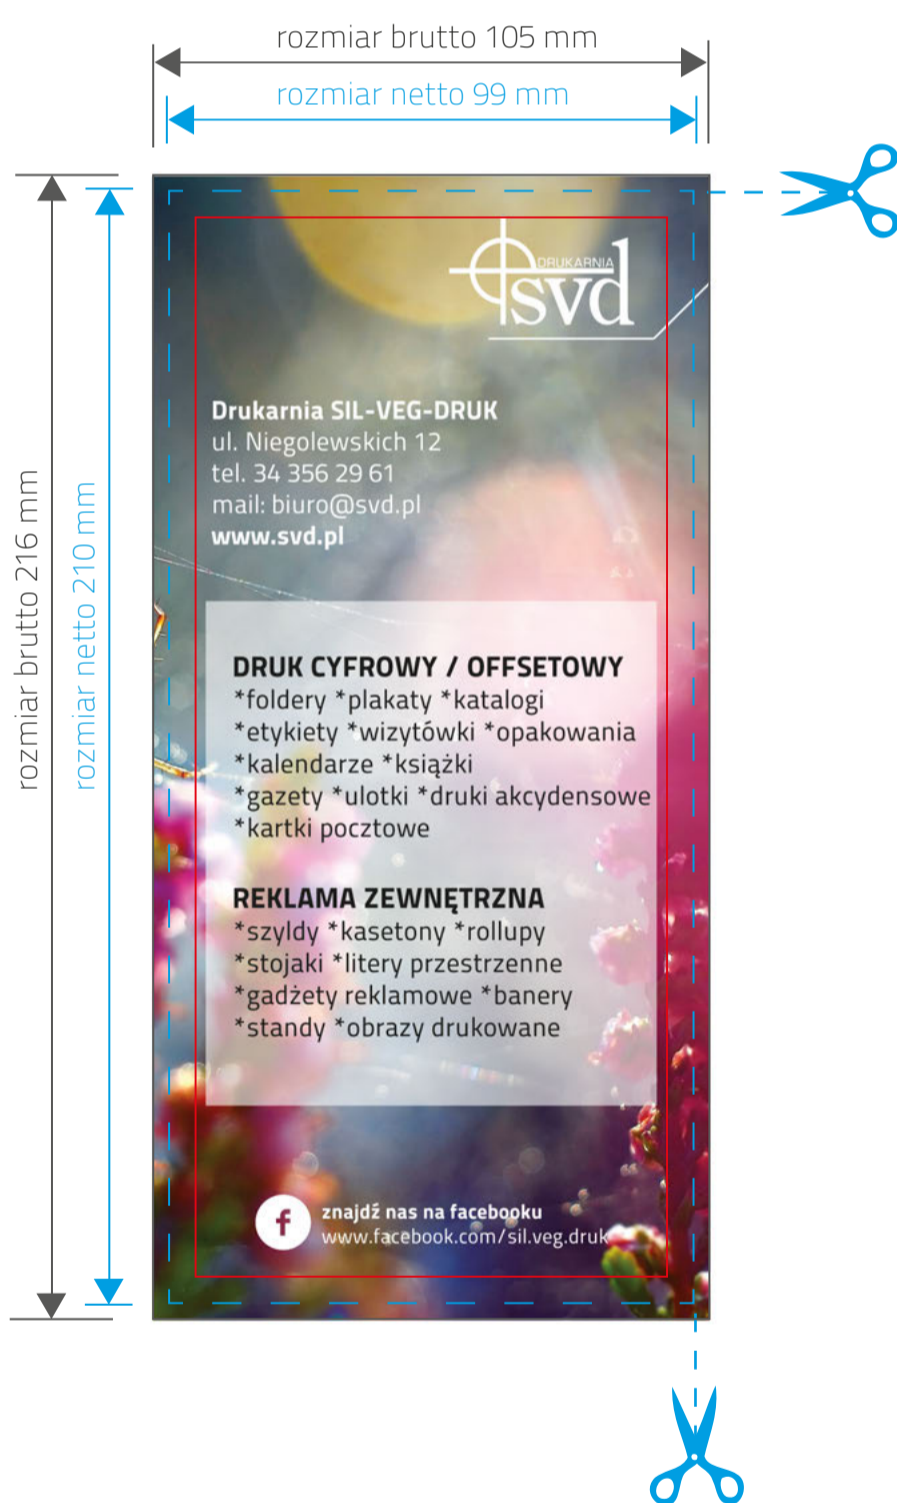 rozmiar brutto 105 mm
rozmiar netto 99 mm
rozmiar brutto 216 mm
rozmiar netto 210 mm
DRUKARNIA
svd
Drukarnia SIL-VEG-DRUK
ul. Niegolewskich 12
tel. 34 356 29 61
mail: biuro@svd.pl
www.svd.pl
DRUK CYFROWY / OFFSETOWY
*foldery *plakaty *katalogi
*etykiety *wizytówki *opakowania
*kalendarze *książki
*gazety *ulotki *druki akcydensowe
*kartki pocztowe
REKLAMA ZEWNĘTRZNA
*szyldy *kasetony *rollupy
*stojaki *litery przestrzenne
*gadżety reklamowe *banery
*standy *obrazy drukowane
f
znajdź nas na facebooku
www.facebook.com/sil.veg.druk